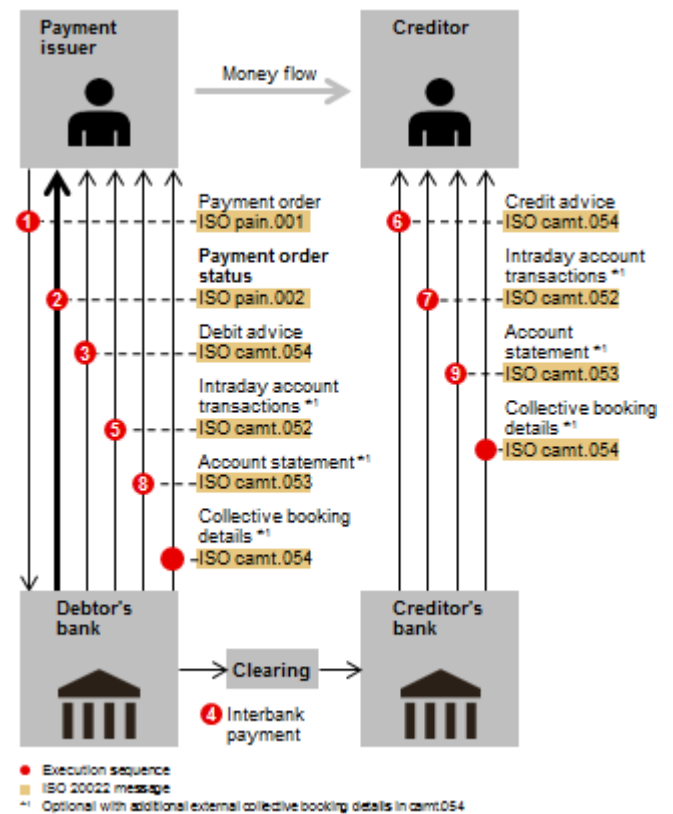 Payment
issuer
Creditor
Money flow
1
Payment order
ISO pain.001
Payment order
status
2
ISO pain.002
Debit advice
3
ISO camt.054
Intraday account
transactions *1
5
ISO camt.052
Account statement *1
8
ISO camt.053
Collective booking
details *1
ISO camt.054
Credit advice
6
ISO camt.054
Intraday account
transactions *1
7
ISO camt.052
Account
statement *1
9
ISO camt.053
Collective booking
details *1
ISO camt.054
Debtor's
bank
Clearing
4 Interbank
payment
Creditor's
bank
Execution sequence
ISO 20022 message
*1 Optional with additional external collective booking details in camt.054